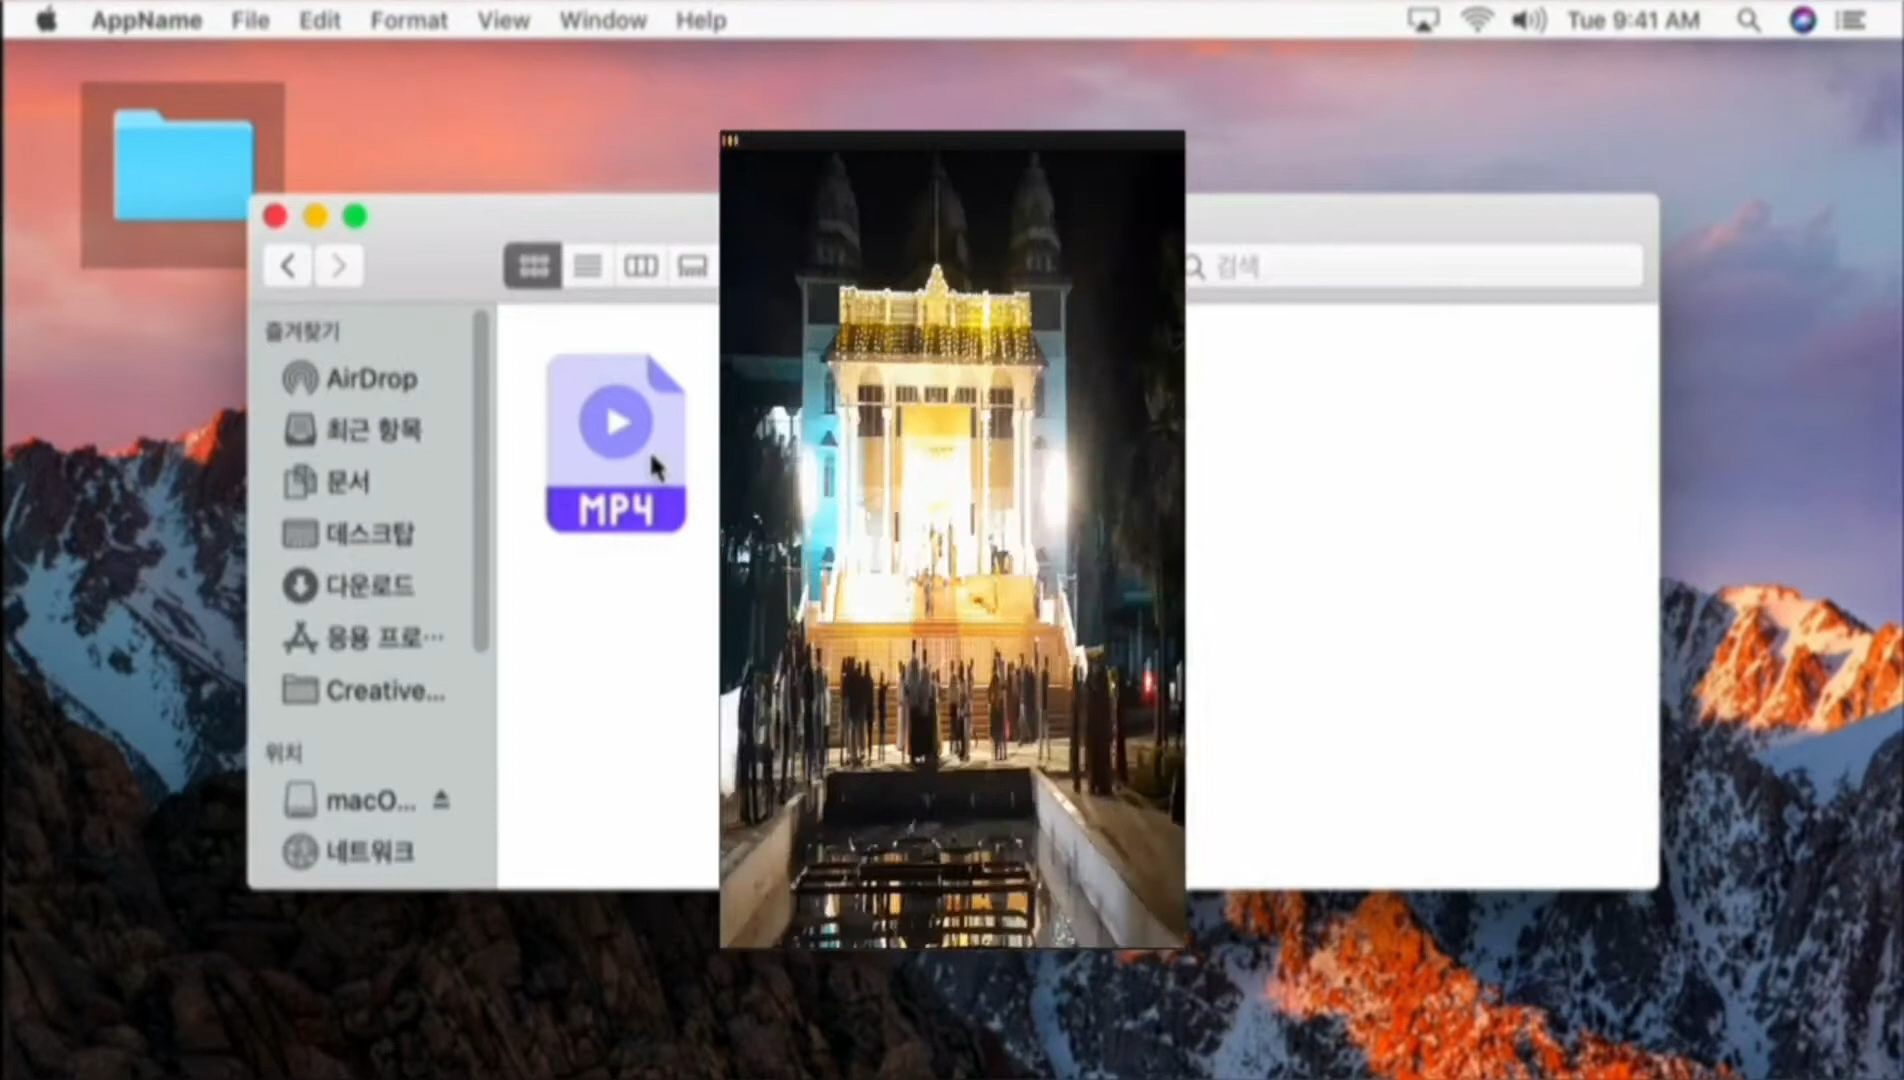 AppName File Edit Format View Window Help Tue 9:41 AM
검색
즐겨찾기
AirDrop
최근 항목
문서
데스크탑
다운로드
응용 프로…
Creative...
위치
macO...
네트워크
MP4